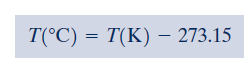 T(°C) = T(K) − 273.15